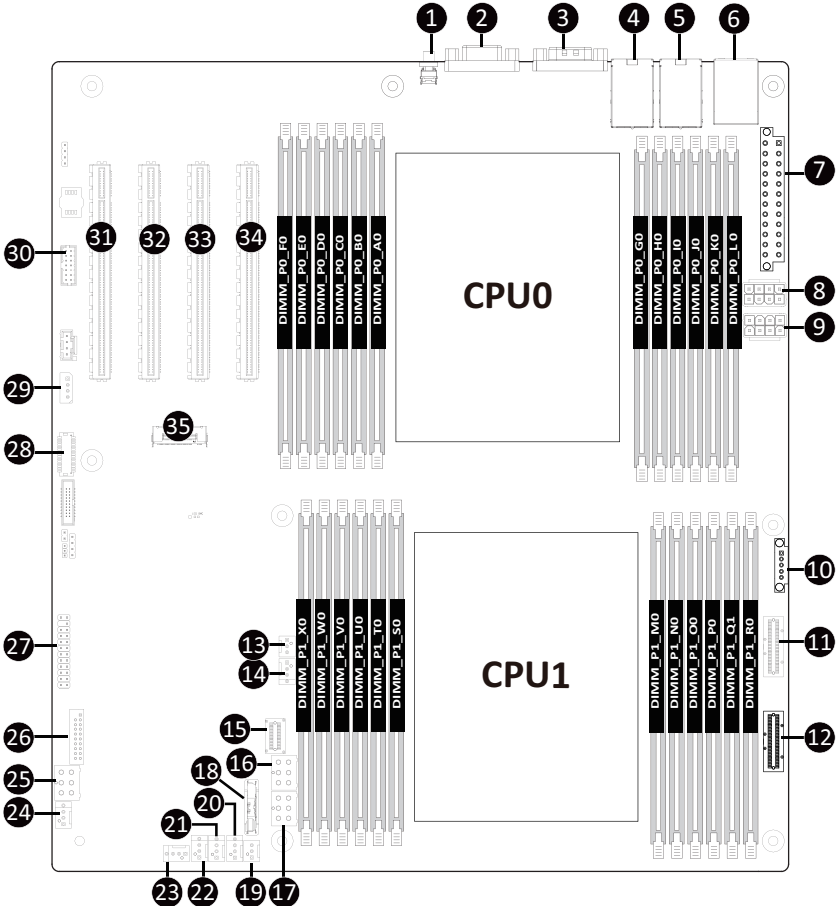 1
2
3
4
5
6
7
8
9
10
11
12
13
14
15
16
17
18
19
20
21
22
23
24
25
26
27
28
29
30
31
32
33
34
35
DIMM_P0_F0
DIMM_P0_E0
DIMM_P0_D0
DIMM_P0_C0
DIMM_P0_B0
DIMM_P0_A0
CPU0
DIMM_P0_G0
DIMM_P0_H0
DIMM_P0_I0
DIMM_P0_J0
DIMM_P0_K0
DIMM_P0_L0
DIMM_P1_X0
DIMM_P1_W0
DIMM_P1_V0
DIMM_P1_U0
DIMM_P1_T0
DIMM_P1_S0
CPU1
DIMM_P1_M0
DIMM_P1_N0
DIMM_P1_O0
DIMM_P1_P0
DIMM_P1_Q1
DIMM_P1_R0